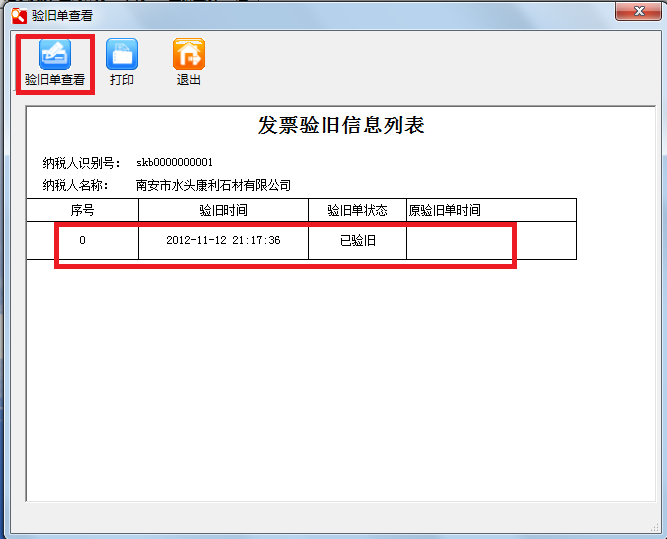 验旧单查看
验旧单查看 打印 退出
发票验旧信息列表
纳税人识别号： skb0000000001
纳税人名称： 南安市水头康利石材有限公司
序号 验旧时间 验旧单状态 原验旧单时间
0 2012-11-12 21:17:36 已验旧